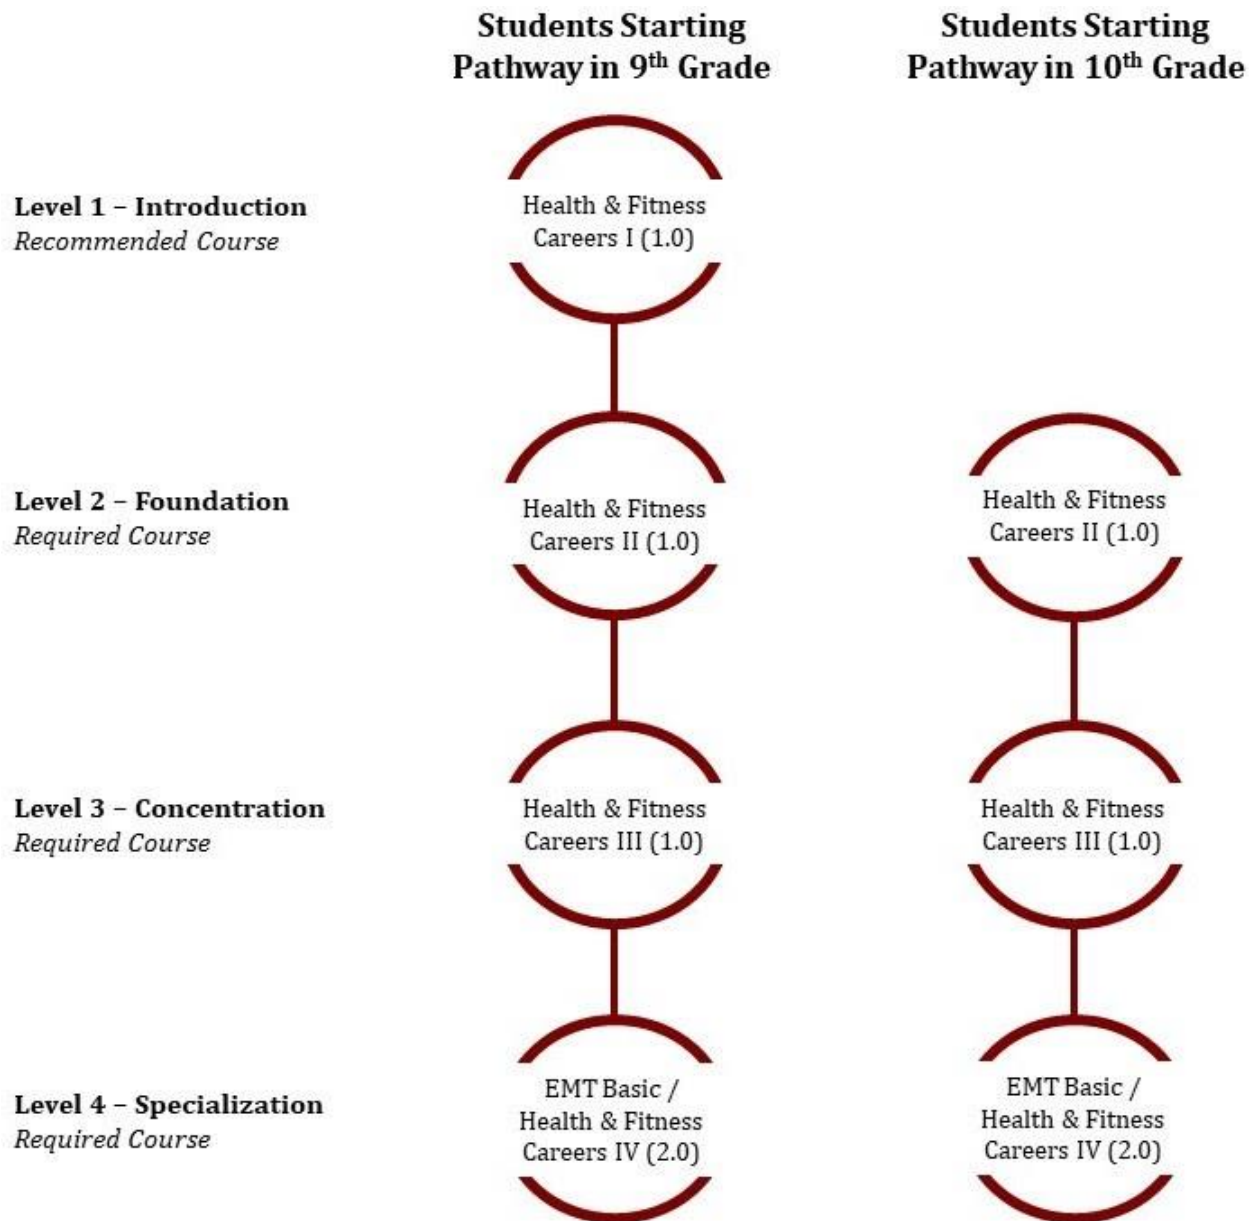 Students Starting
Pathway in 9th Grade
Students Starting
Pathway in 10th Grade
Level 1 – Introduction
Recommended Course
Health & Fitness
Careers I (1.0)
Level 2 – Foundation
Required Course
Health & Fitness
Careers II (1.0)
Health & Fitness
Careers II (1.0)
Level 3 – Concentration
Required Course
Health & Fitness
Careers III (1.0)
Health & Fitness
Careers III (1.0)
Level 4 – Specialization
Required Course
EMT Basic /
Health & Fitness
Careers IV (2.0)
EMT Basic /
Health & Fitness
Careers IV (2.0)